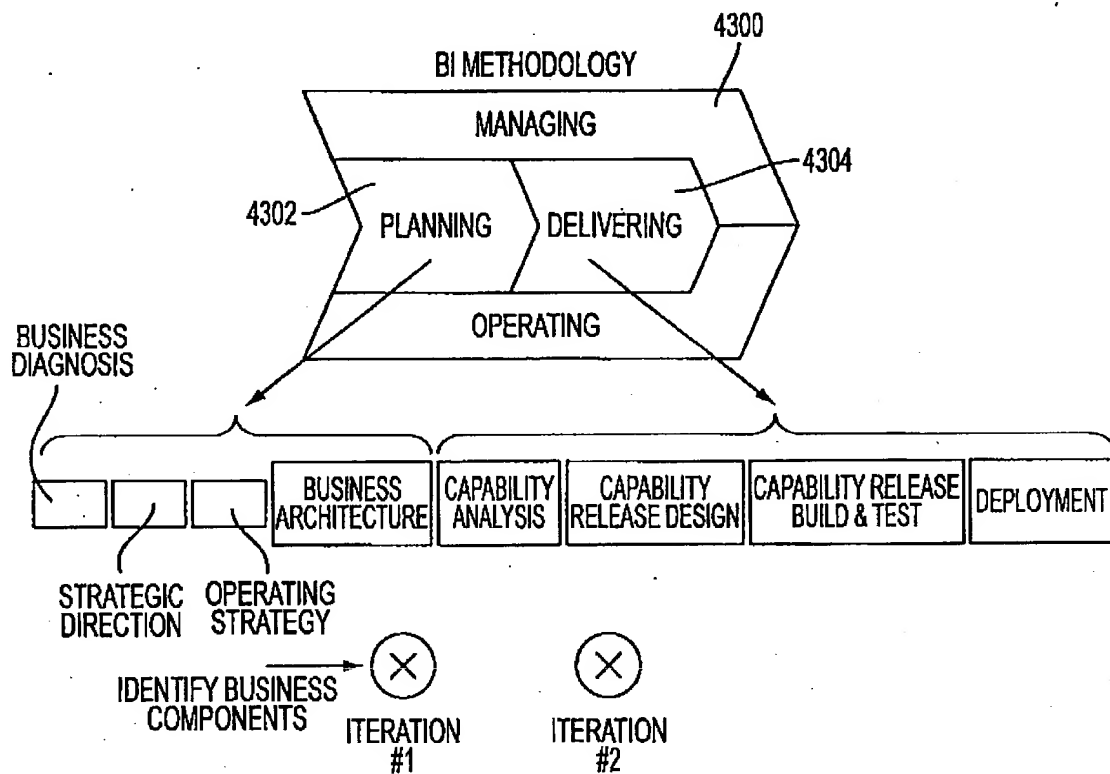 4300
BI METHODOLOGY
MANAGING
4304
4302
PLANNING
DELIVERING
OPERATING
BUSINESS
DIAGNOSIS
BUSINESS
ARCHITECTURE
CAPABILITY
ANALYSIS
CAPABILITY
RELEASE DESIGN
CAPABILITY RELEASE
BUILD & TEST
DEPLOYMENT
STRATEGIC
DIRECTION
OPERATING
STRATEGY
IDENTIFY BUSINESS
COMPONENTS
ITERATION
#1
ITERATION
#2